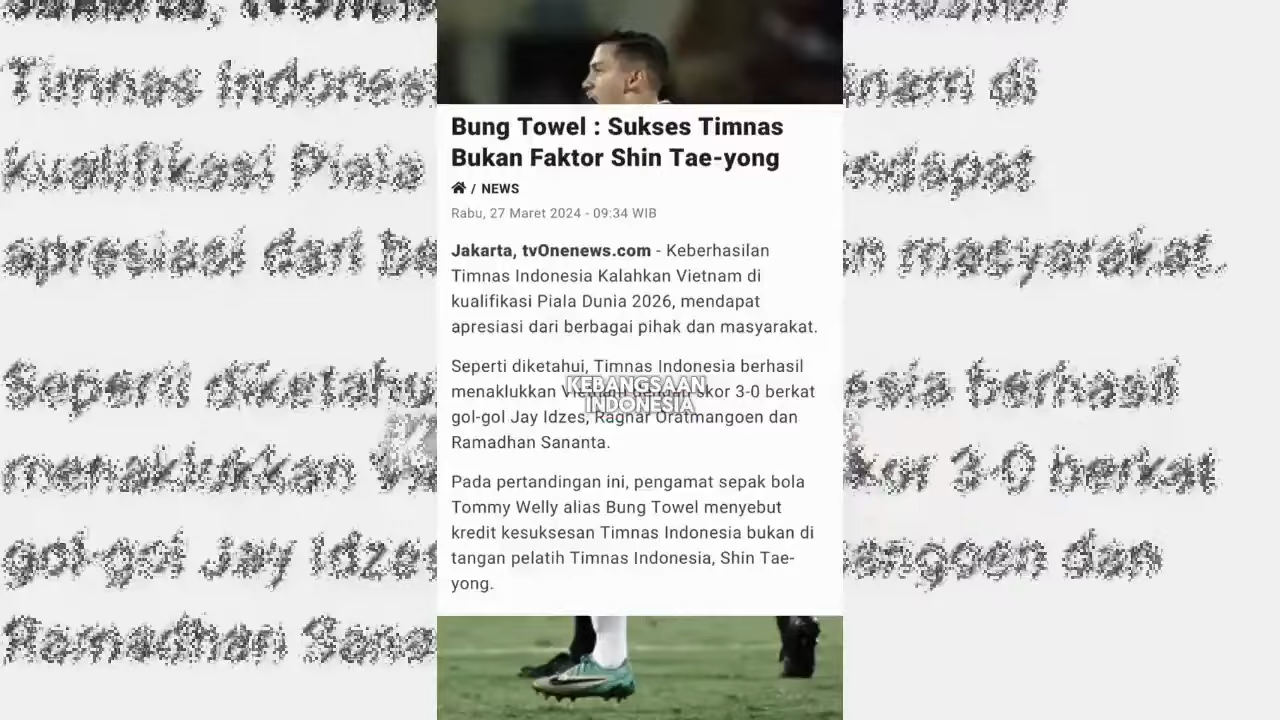 Bung Towel : Sukses Timnas
Bukan Faktor Shin Tae-yong
/ NEWS
Rabu, 27 Maret 2024 - 09:34 WIB
Jakarta, tvOnenews.com - Keberhasilan
Timnas Indonesia Kalahkan Vietnam di
kualifikasi Piala Dunia 2026, mendapat
apresiasi dari berbagai pihak dan masyarakat.
Seperti diketahui, Timnas Indonesia berhasil
menaklukkan Vietnam dengan skor 3-0 berkat
KEBANGSAAN
INDONESIA
gol-gol Jay Idzes, Ragnar Oratmangoen dan
Ramadhan Sananta.
Pada pertandingan ini, pengamat sepak bola
Tommy Welly alias Bung Towel menyebut
kredit kesuksesan Timnas Indonesia bukan di
tangan pelatih Timnas Indonesia, Shin Tae-
yong.